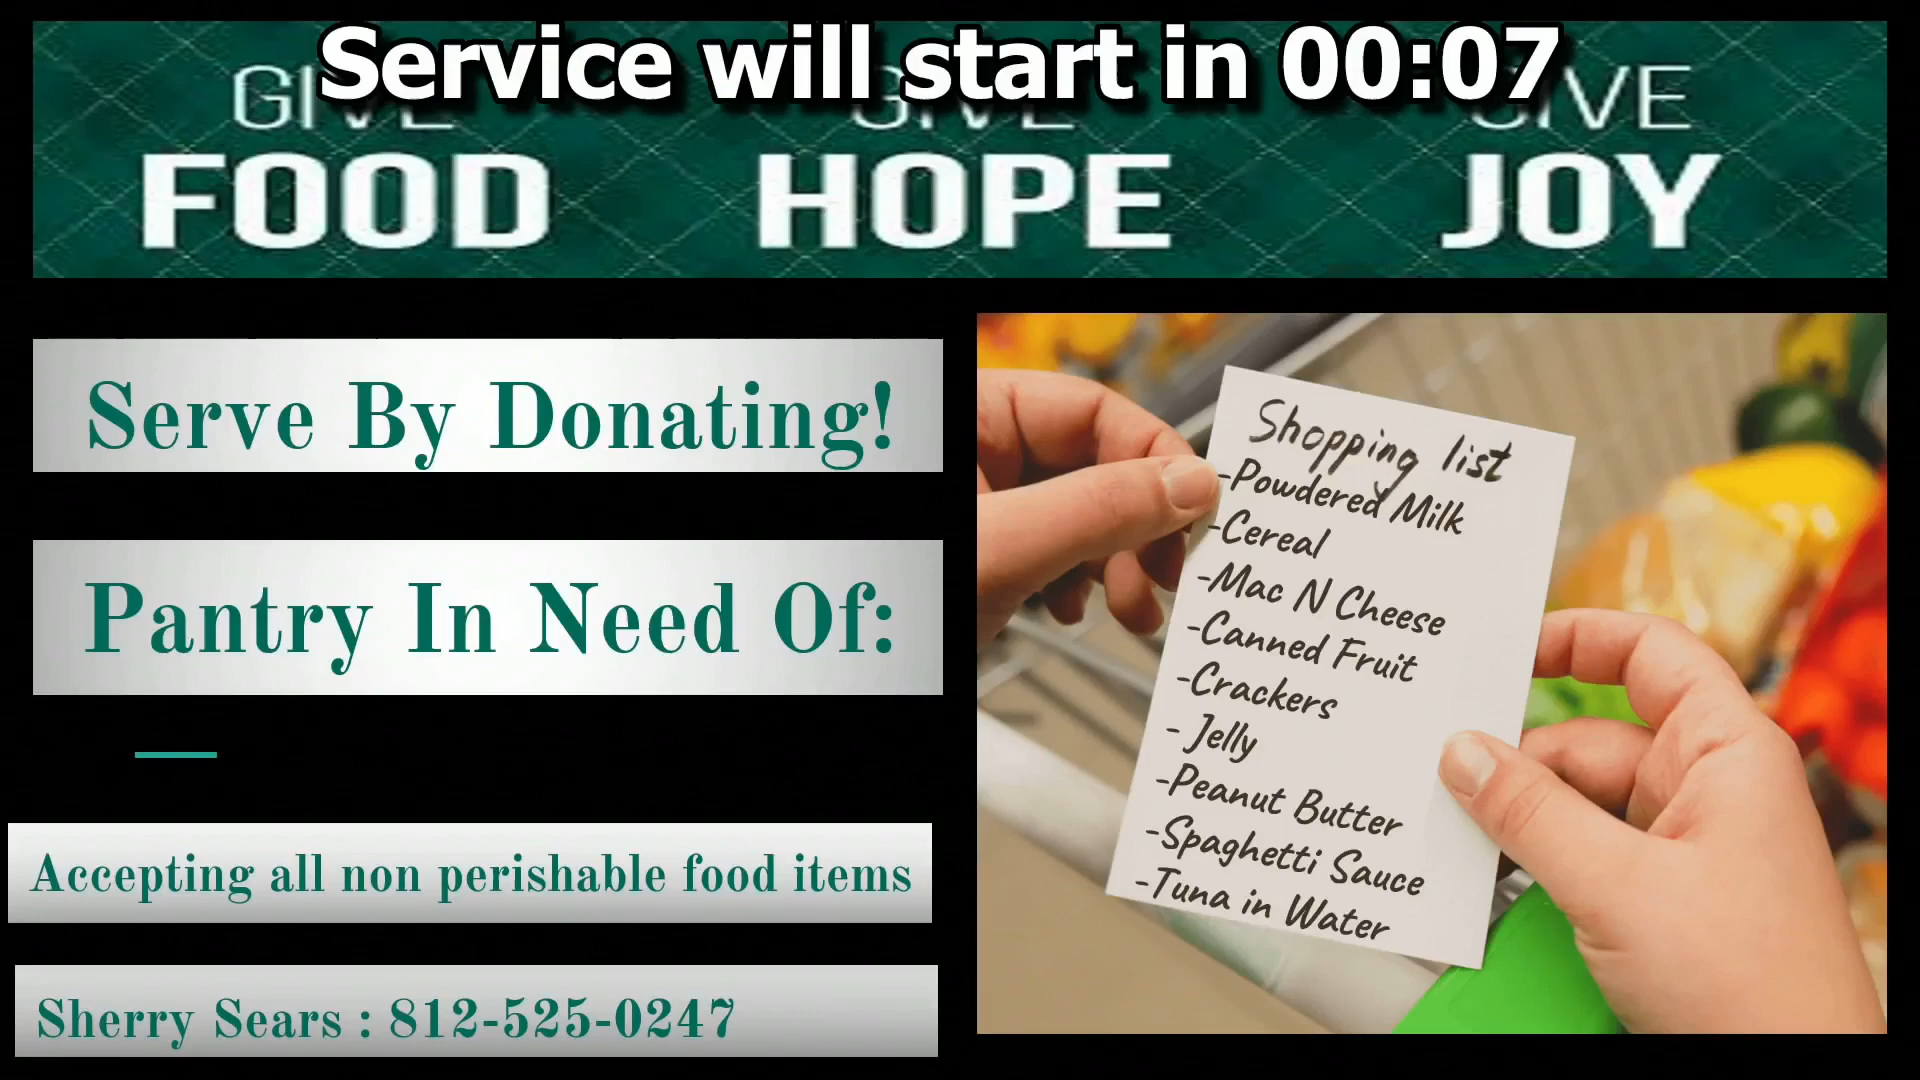 Service will start in 00:07
GIVE GIVE GIVE
FOOD HOPE JOY
Serve By Donating!
Pantry In Need Of:
Accepting all non perishable food items
Sherry Sears : 812-525-0247
Shopping list
-Powdered Milk
-Cereal
-Mac N Cheese
-Canned Fruit
-Crackers
- Jelly
-Peanut Butter
-Spaghetti Sauce
-Tuna in Water